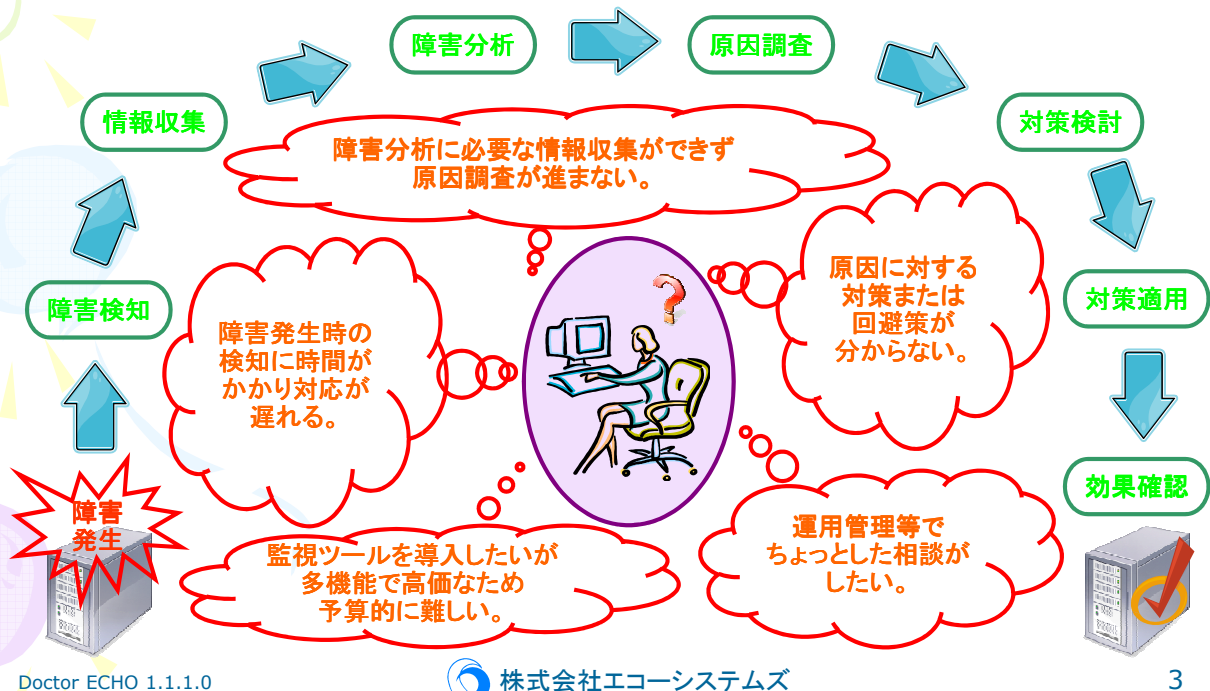 障害分析
原因調査
情報収集
対策検討
障害分析に必要な情報収集ができず
原因調査が進まない。
障害検知
障害発生時の
検知に時間が
かかり対応が
遅れる。
?
原因に対する
対策または
回避策が
分からない。
対策適用
障害
発生
監視ツールを導入したいが
多機能で高価なため
予算的に難しい。
運用管理等で
ちょっとした相談が
したい。
効果確認
Doctor ECHO 1.1.1.0
株式会社エコーシステムズ
3